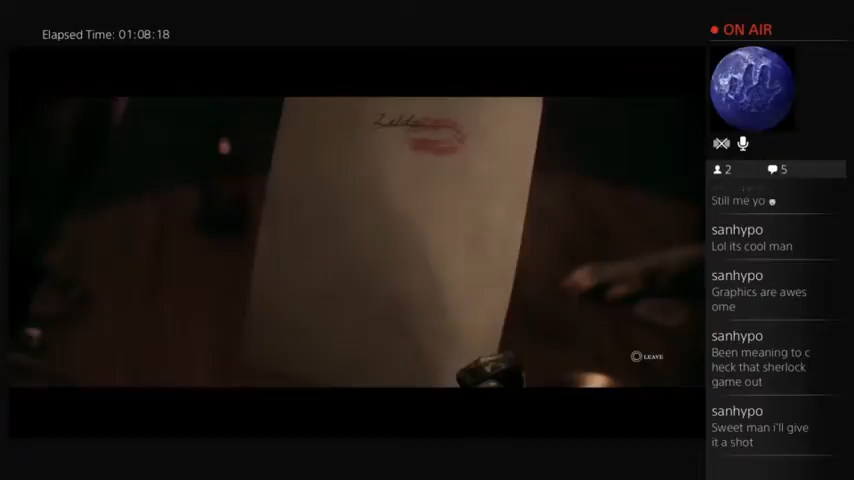 Elapsed Time: 01:08:18
ON AIR
2
5
Still me yo
sanhypo
Lol its cool man
sanhypo
Graphics are awes
ome
sanhypo
Been meaning to c
heck that sherlock
game out
sanhypo
Sweet man i'll give
it a shot
LEAVE